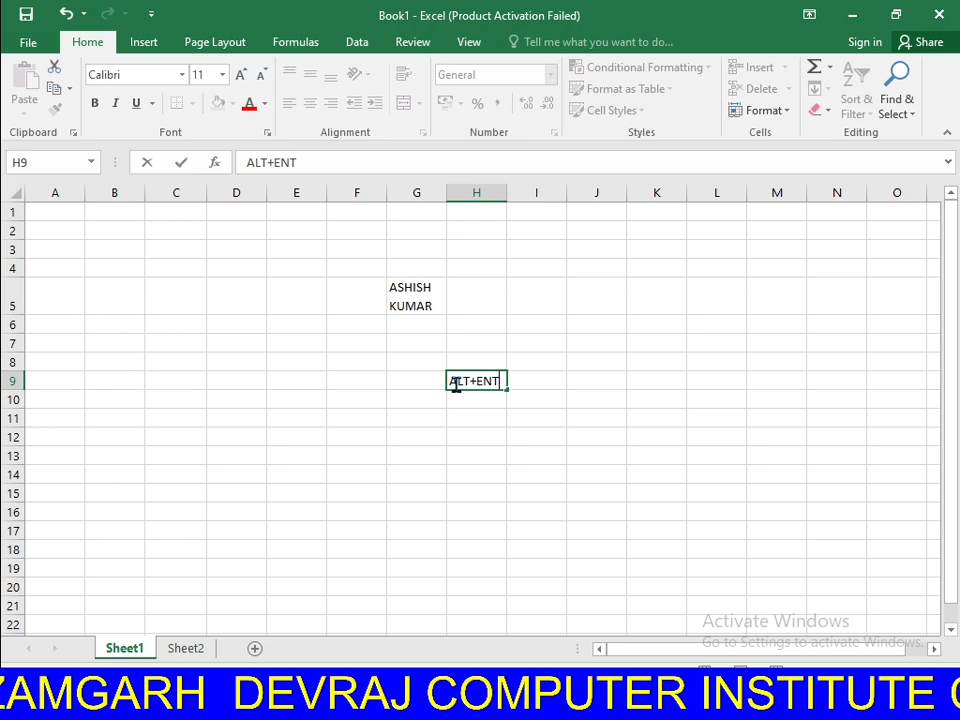 Book1 - Excel (Product Activation Failed)
File Home Insert Page Layout Formulas Data Review View Tell me what you want to do... Sign in Share
Paste Calibri 11 General Conditional Formatting Insert
B I U Format as Table Delete Sort & Find &
Cell Styles Format Filter Select
Clipboard Font Alignment Number Styles Cells Editing
H9 fx ALT+ENT
A B C D E F G H I J K L M N O
1
2
3
4
ASHISH
5 KUMAR
6
7
8
9 ALT+ENT
10
11
12
13
14
15
16
17
18
19
20
21
22
Activate Windows
Go to Settings to activate Windows.
Sheet1 Sheet2
ZAMGARH DEVRAJ COMPUTER INSTITUTE